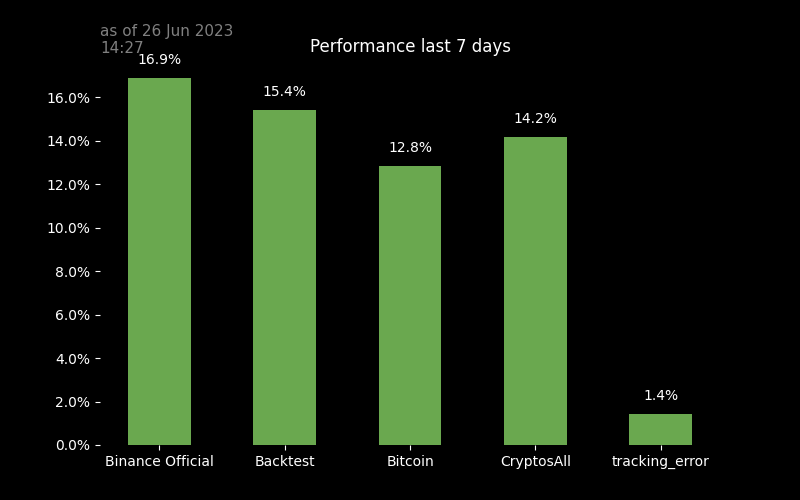 as of 26 Jun 2023
14:27
Performance last 7 days
16.9%
15.4%
12.8%
14.2%
1.4%
16.0%
14.0%
12.0%
10.0%
8.0%
6.0%
4.0%
2.0%
0.0%
Binance Official
Backtest
Bitcoin
CryptosAll
tracking_error